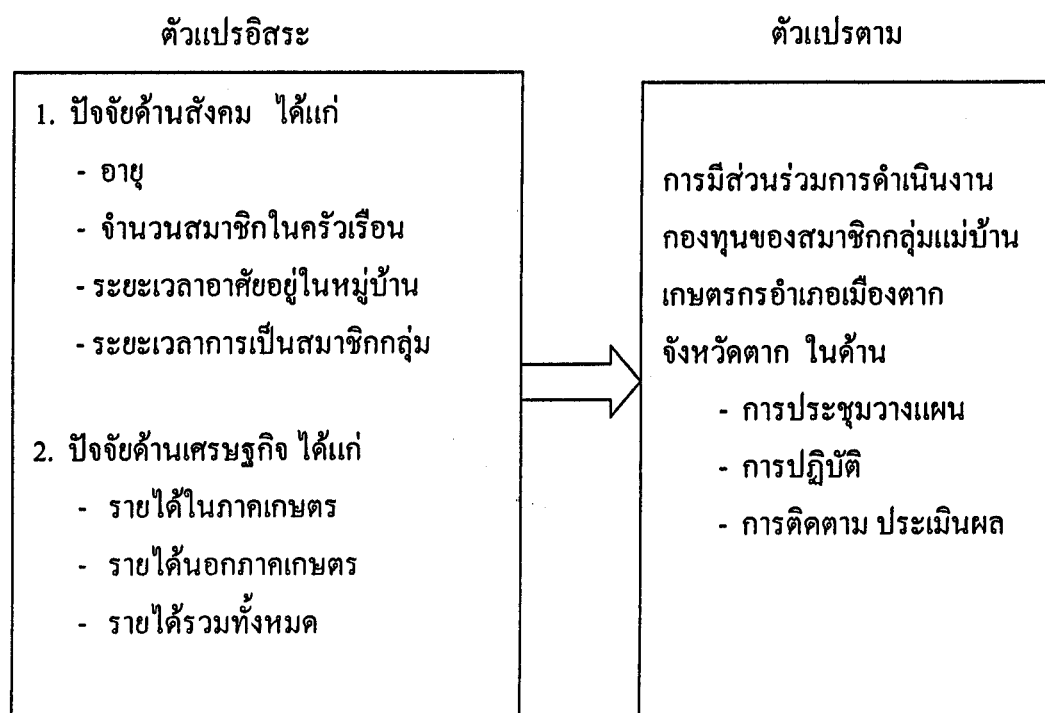 ตัวแปรอิสระ
1. ปัจจัยด้านสังคม ได้แก่
- อายุ
- จำนวนสมาชิกในครัวเรือน
- ระยะเวลาอาศัยอยู่ในหมู่บ้าน
- ระยะเวลาการเป็นสมาชิกกลุ่ม
2. ปัจจัยด้านเศรษฐกิจ ได้แก่
- รายได้ในภาคเกษตร
- รายได้นอกภาคเกษตร
- รายได้รวมทั้งหมด
ตัวแปรตาม
การมีส่วนร่วมการดำเนินงาน
กองทุนของสมาชิกกลุ่มแม่บ้าน
เกษตรกรอำเภอเมืองตาก
จังหวัดตาก ในด้าน
- การประชุมวางแผน
- การปฏิบัติ
- การติดตาม ประเมินผล